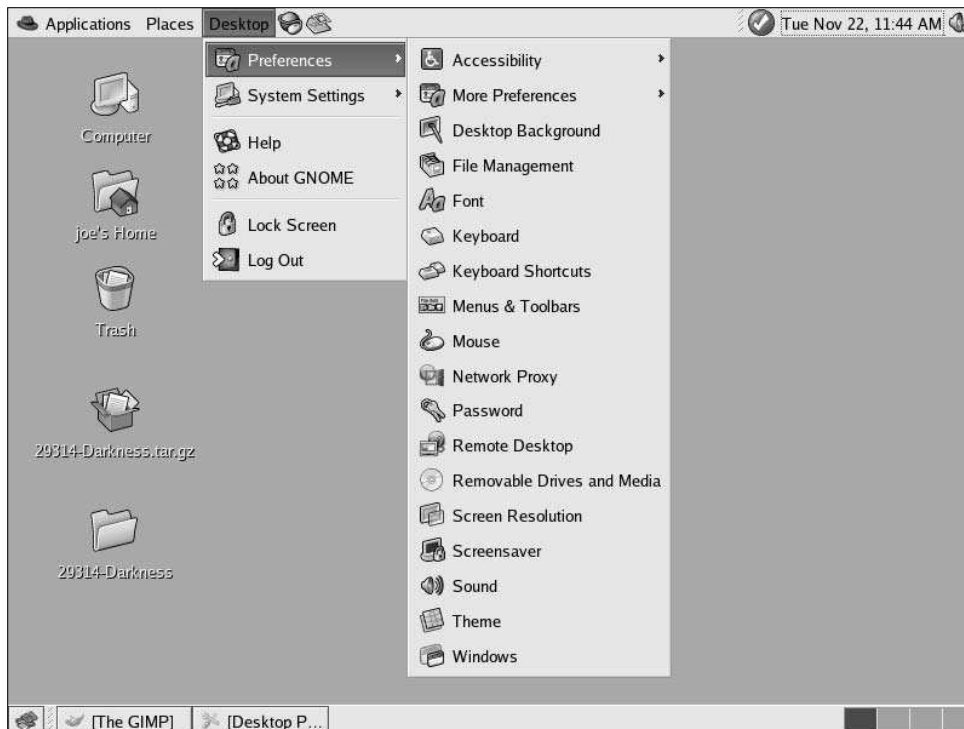 Applications Places Desktop Tue Nov 22, 11:44 AM
Computer
joe's Home
Trash
29314-Darkness.tar.gz
29314-Darkness
Preferences
System Settings
Help
About GNOME
Lock Screen
Log Out
Accessibility
More Preferences
Desktop Background
File Management
Font
Keyboard
Keyboard Shortcuts
Menus & Toolbars
Mouse
Network Proxy
Password
Remote Desktop
Removable Drives and Media
Screen Resolution
Screensaver
Sound
Theme
Windows
[The GIMP] [Desktop P...